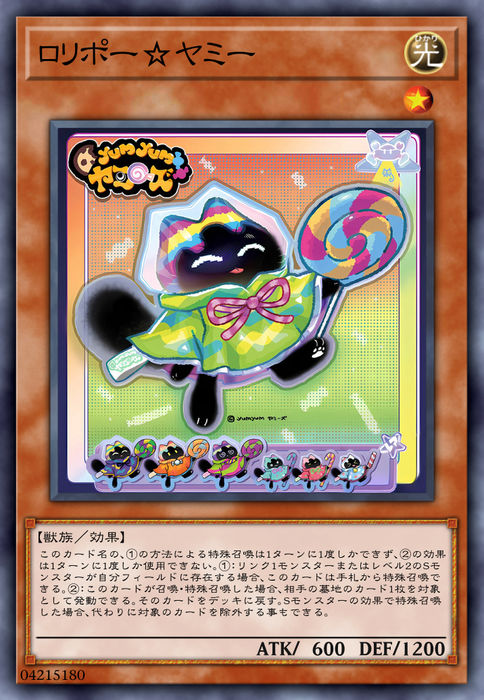 ロリポー☆ヤミー
ひかり
光
yum yum
ヤミーズ
© yumyum ヤミーズ
【獣族／効果】
このカード名の、①の方法による特殊召喚は1ターンに1度しかできず、②の効果
は1ターンに1度しか使用できない。①：リンク1モンスターまたはレベル2のSモ
ンスターが自分フィールドに存在する場合、このカードは手札から特殊召喚で
きる。②：このカードが召喚・特殊召喚した場合、相手の墓地のカード1枚を対象
として発動できる。そのカードをデッキに戻す。Sモンスターの効果で特殊召喚
した場合、代わりに対象のカードを除外する事もできる。
ATK/ 600 DEF/1200
04215180